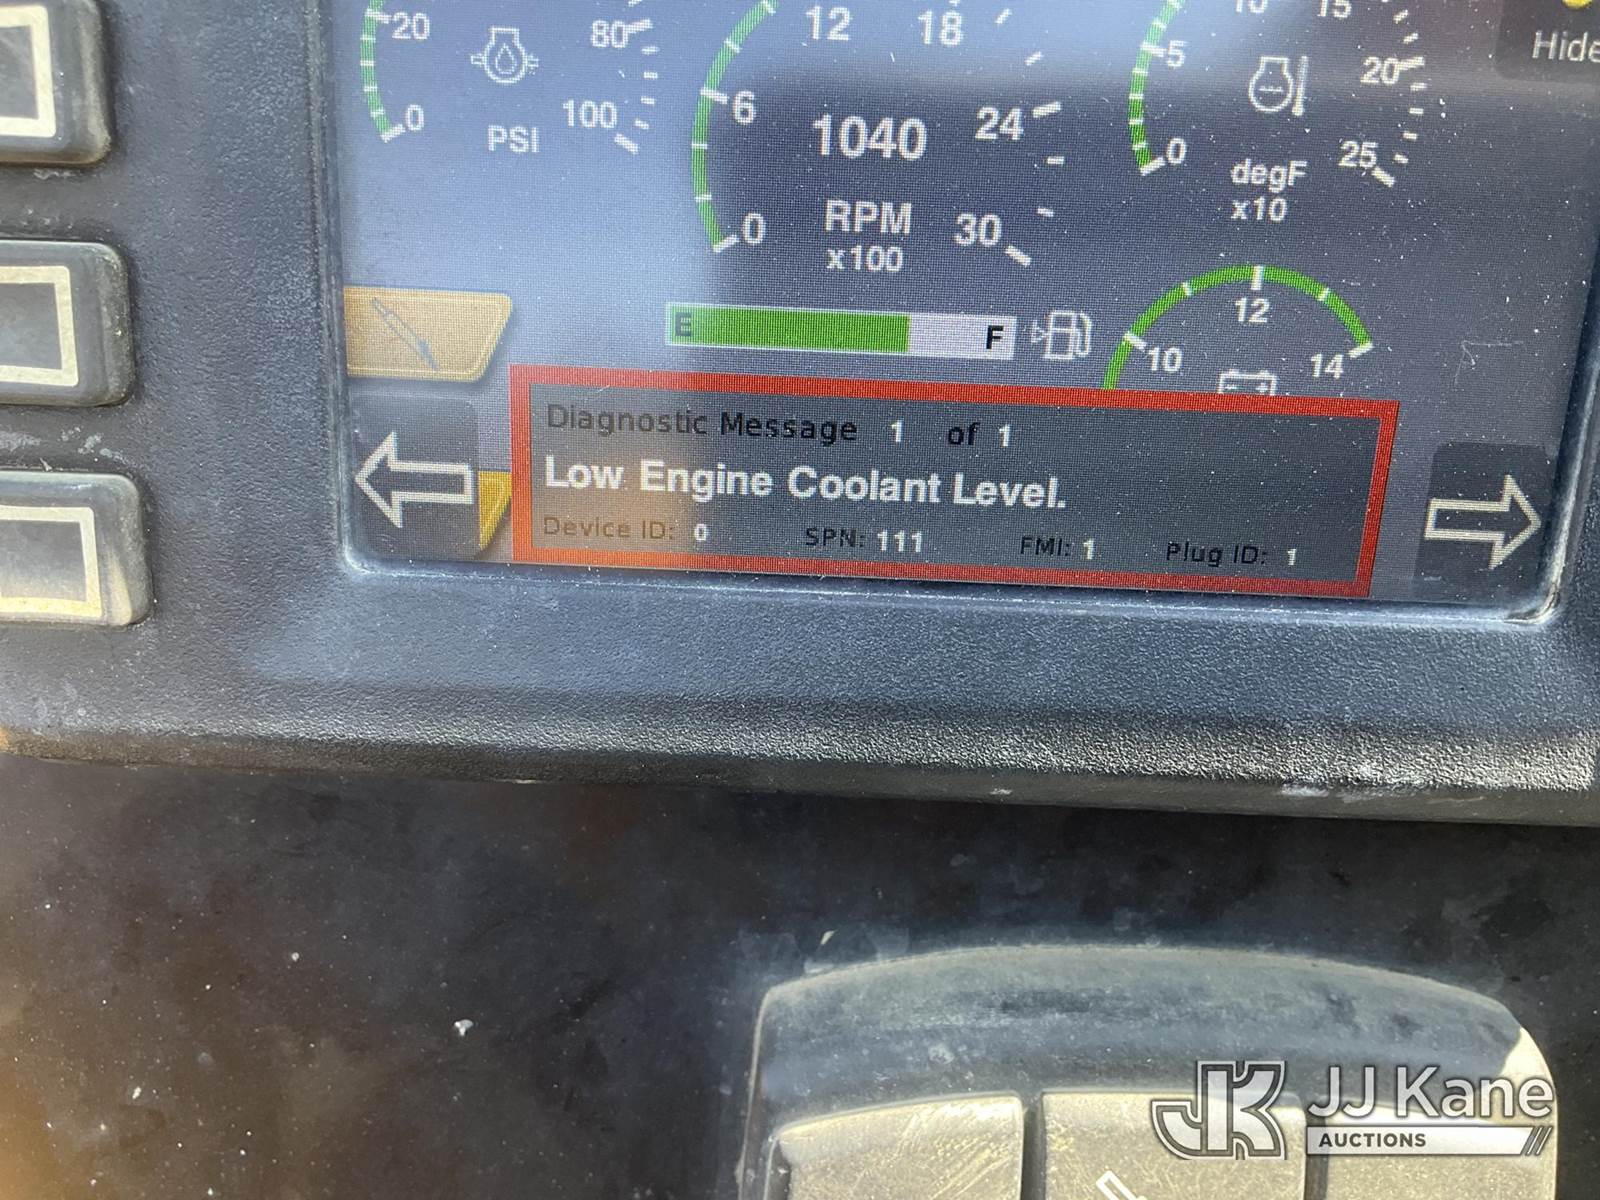 20
80
0
100
PSI
12
18
6
24
1040
0
RPM
30
x100
10
15
5
20
0
25
degF
x10
Hide
E
F
10
12
14
Diagnostic Message 1 of 1
Low Engine Coolant Level.
Device ID: 0 SPN: 111 FMI: 1 Plug ID: 1
JK JJ Kane
AUCTIONS